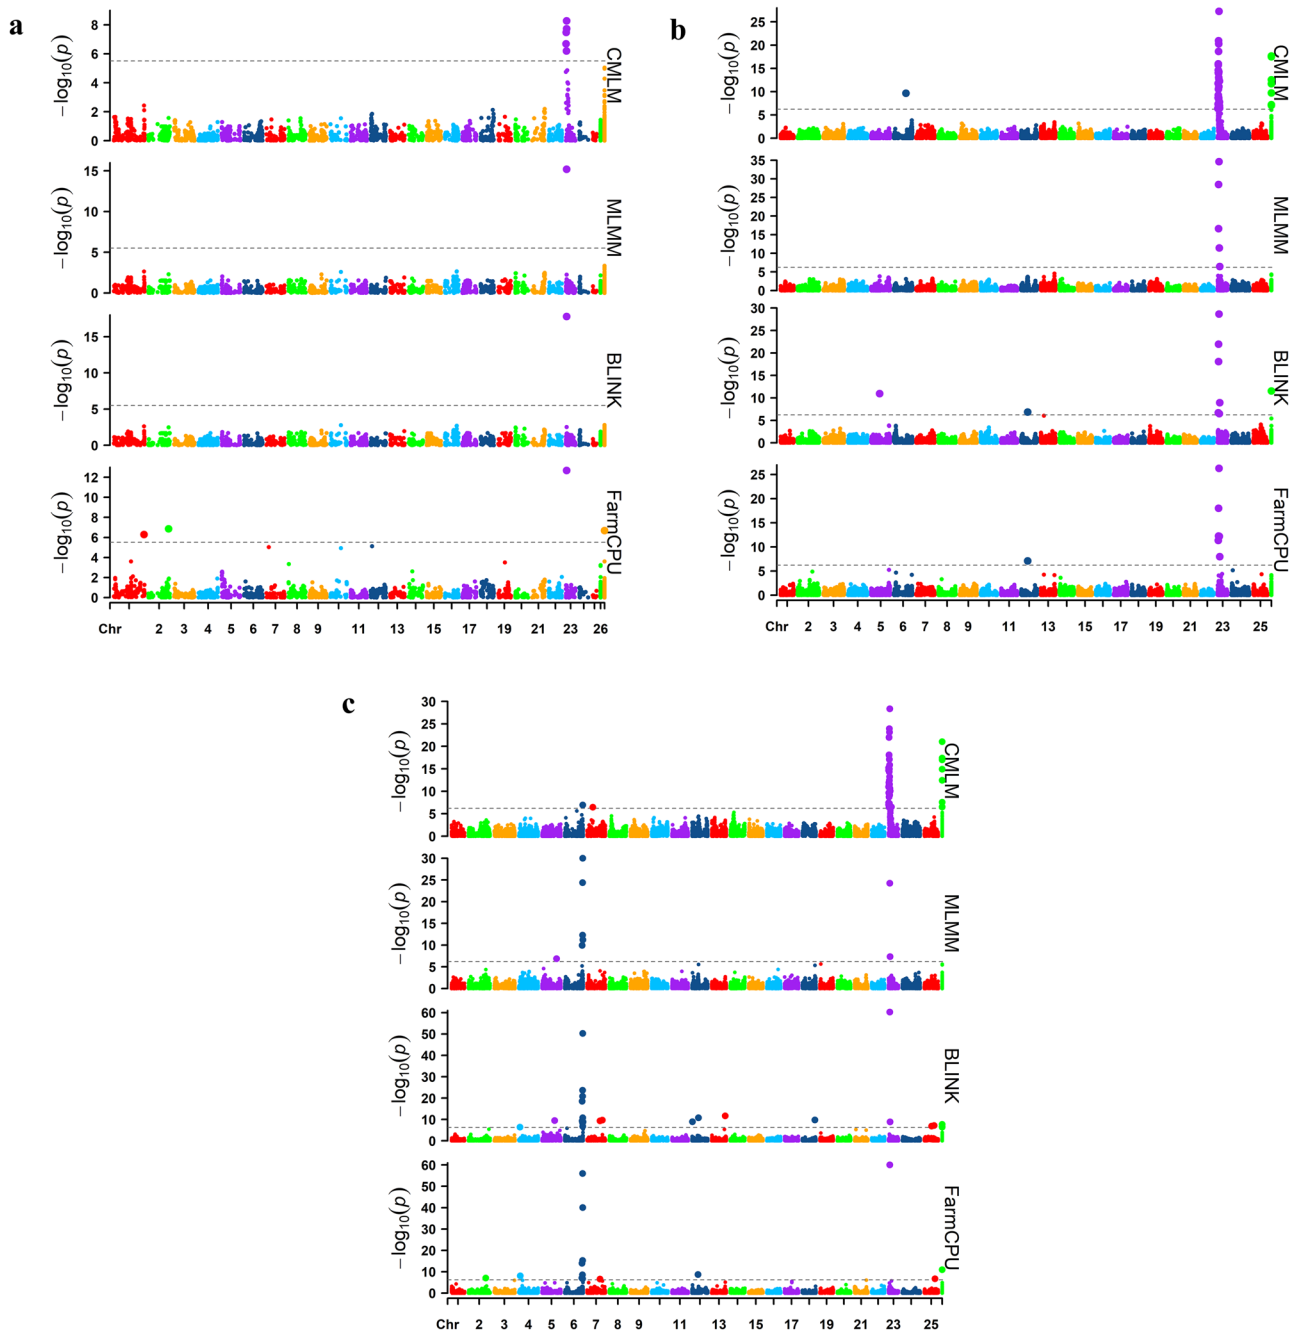 a
8
6
4
2
0
−log₁₀(p)
CMLM
15
10
5
0
−log₁₀(p)
MLMM
15
10
5
0
−log₁₀(p)
BLINK
12
10
8
6
4
2
0
−log₁₀(p)
FarmCPU
Chr 2 3 4 5 6 7 8 9 11 13 15 17 19 21 23 26
b
25
20
15
10
5
0
−log₁₀(p)
CMLM
35
30
25
20
15
10
5
0
−log₁₀(p)
MLMM
30
25
20
15
10
5
0
−log₁₀(p)
BLINK
25
20
15
10
5
0
−log₁₀(p)
FarmCPU
Chr 2 3 4 5 6 7 8 9 11 13 15 17 19 21 23 25
c
30
25
20
15
10
5
0
−log₁₀(p)
CMLM
30
25
20
15
10
5
0
−log₁₀(p)
MLMM
60
50
40
30
20
10
0
−log₁₀(p)
BLINK
60
50
40
30
20
10
0
−log₁₀(p)
FarmCPU
Chr 2 3 4 5 6 7 8 9 11 13 15 17 19 21 23 25